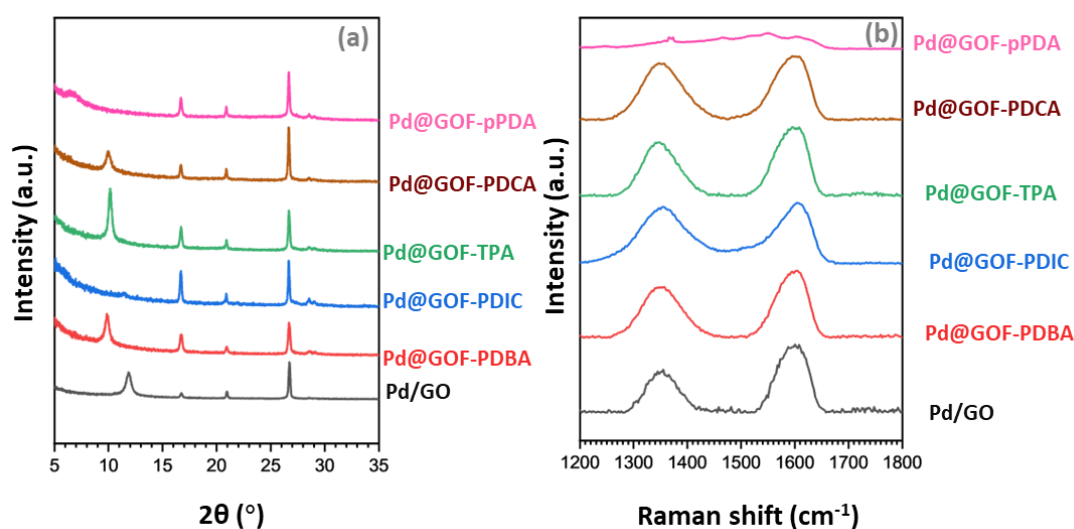 (a)
Intensity (a.u.)
Pd@GOF-pPDA
Pd@GOF-PDCA
Pd@GOF-TPA
Pd@GOF-PDIC
Pd@GOF-PDBA
Pd/GO
5 10 15 20 25 30 35
2θ (°)
(b)
Intensity (a.u.)
Pd@GOF-pPDA
Pd@GOF-PDCA
Pd@GOF-TPA
Pd@GOF-PDIC
Pd@GOF-PDBA
Pd/GO
1200 1300 1400 1500 1600 1700 1800
Raman shift (cm⁻¹)